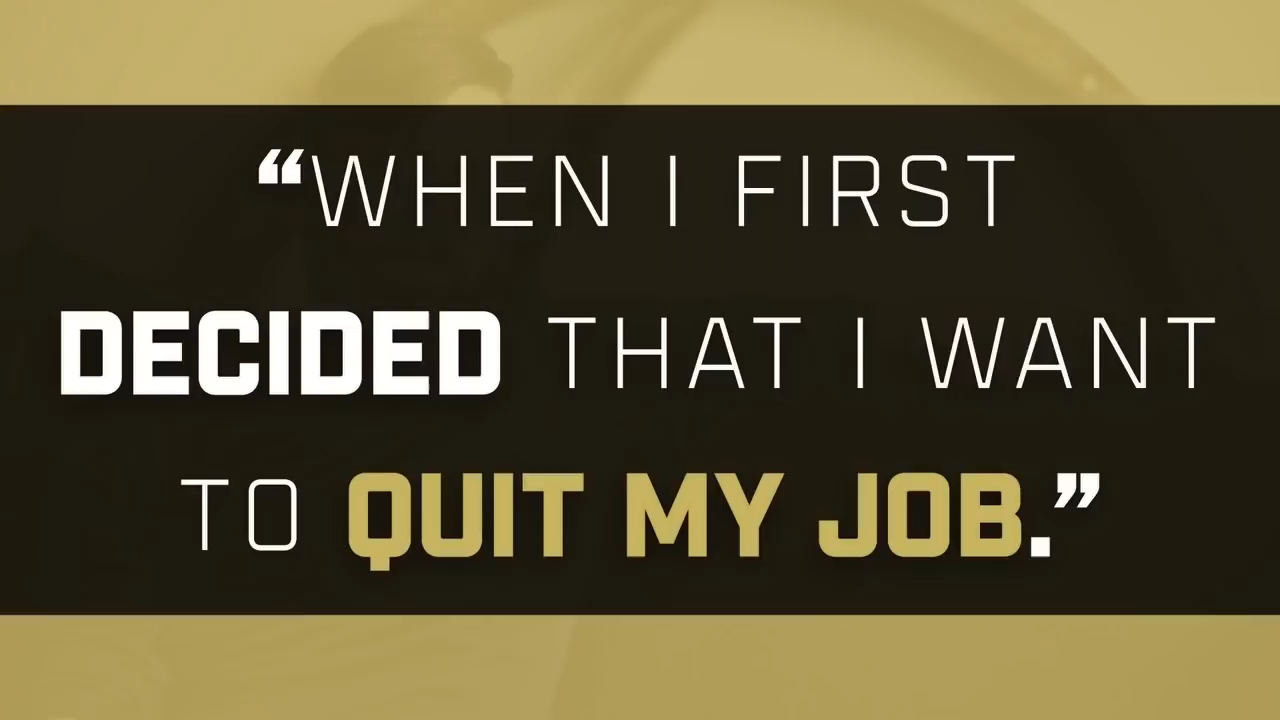 “WHEN I FIRST
DECIDED THAT I WANT
TO QUIT MY JOB.”